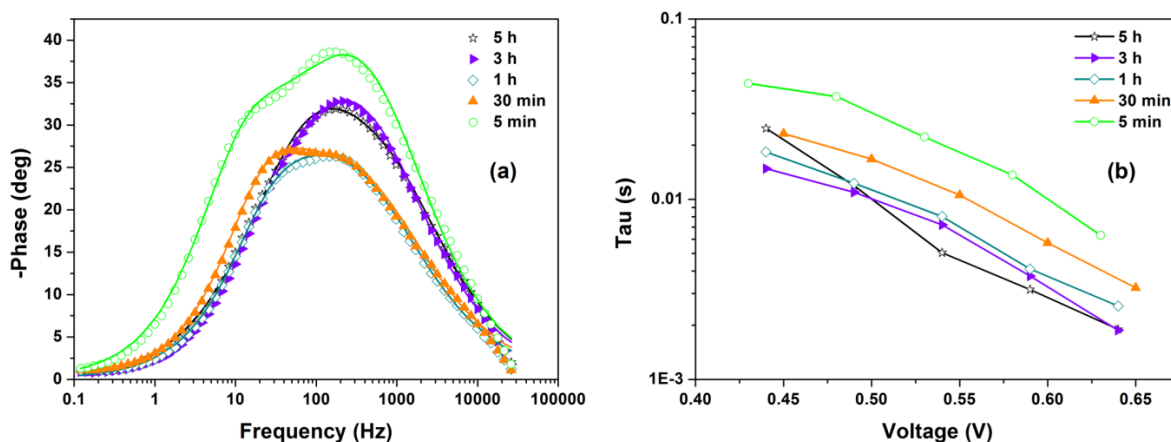 40
35
30
25
20
15
10
5
0
-Phase (deg)
0.1 1 10 100 1000 10000 100000
Frequency (Hz)
5 h
3 h
1 h
30 min
5 min
(a)
0.1
0.01
1E-3
Tau (s)
0.40 0.45 0.50 0.55 0.60 0.65
Voltage (V)
5 h
3 h
1 h
30 min
5 min
(b)